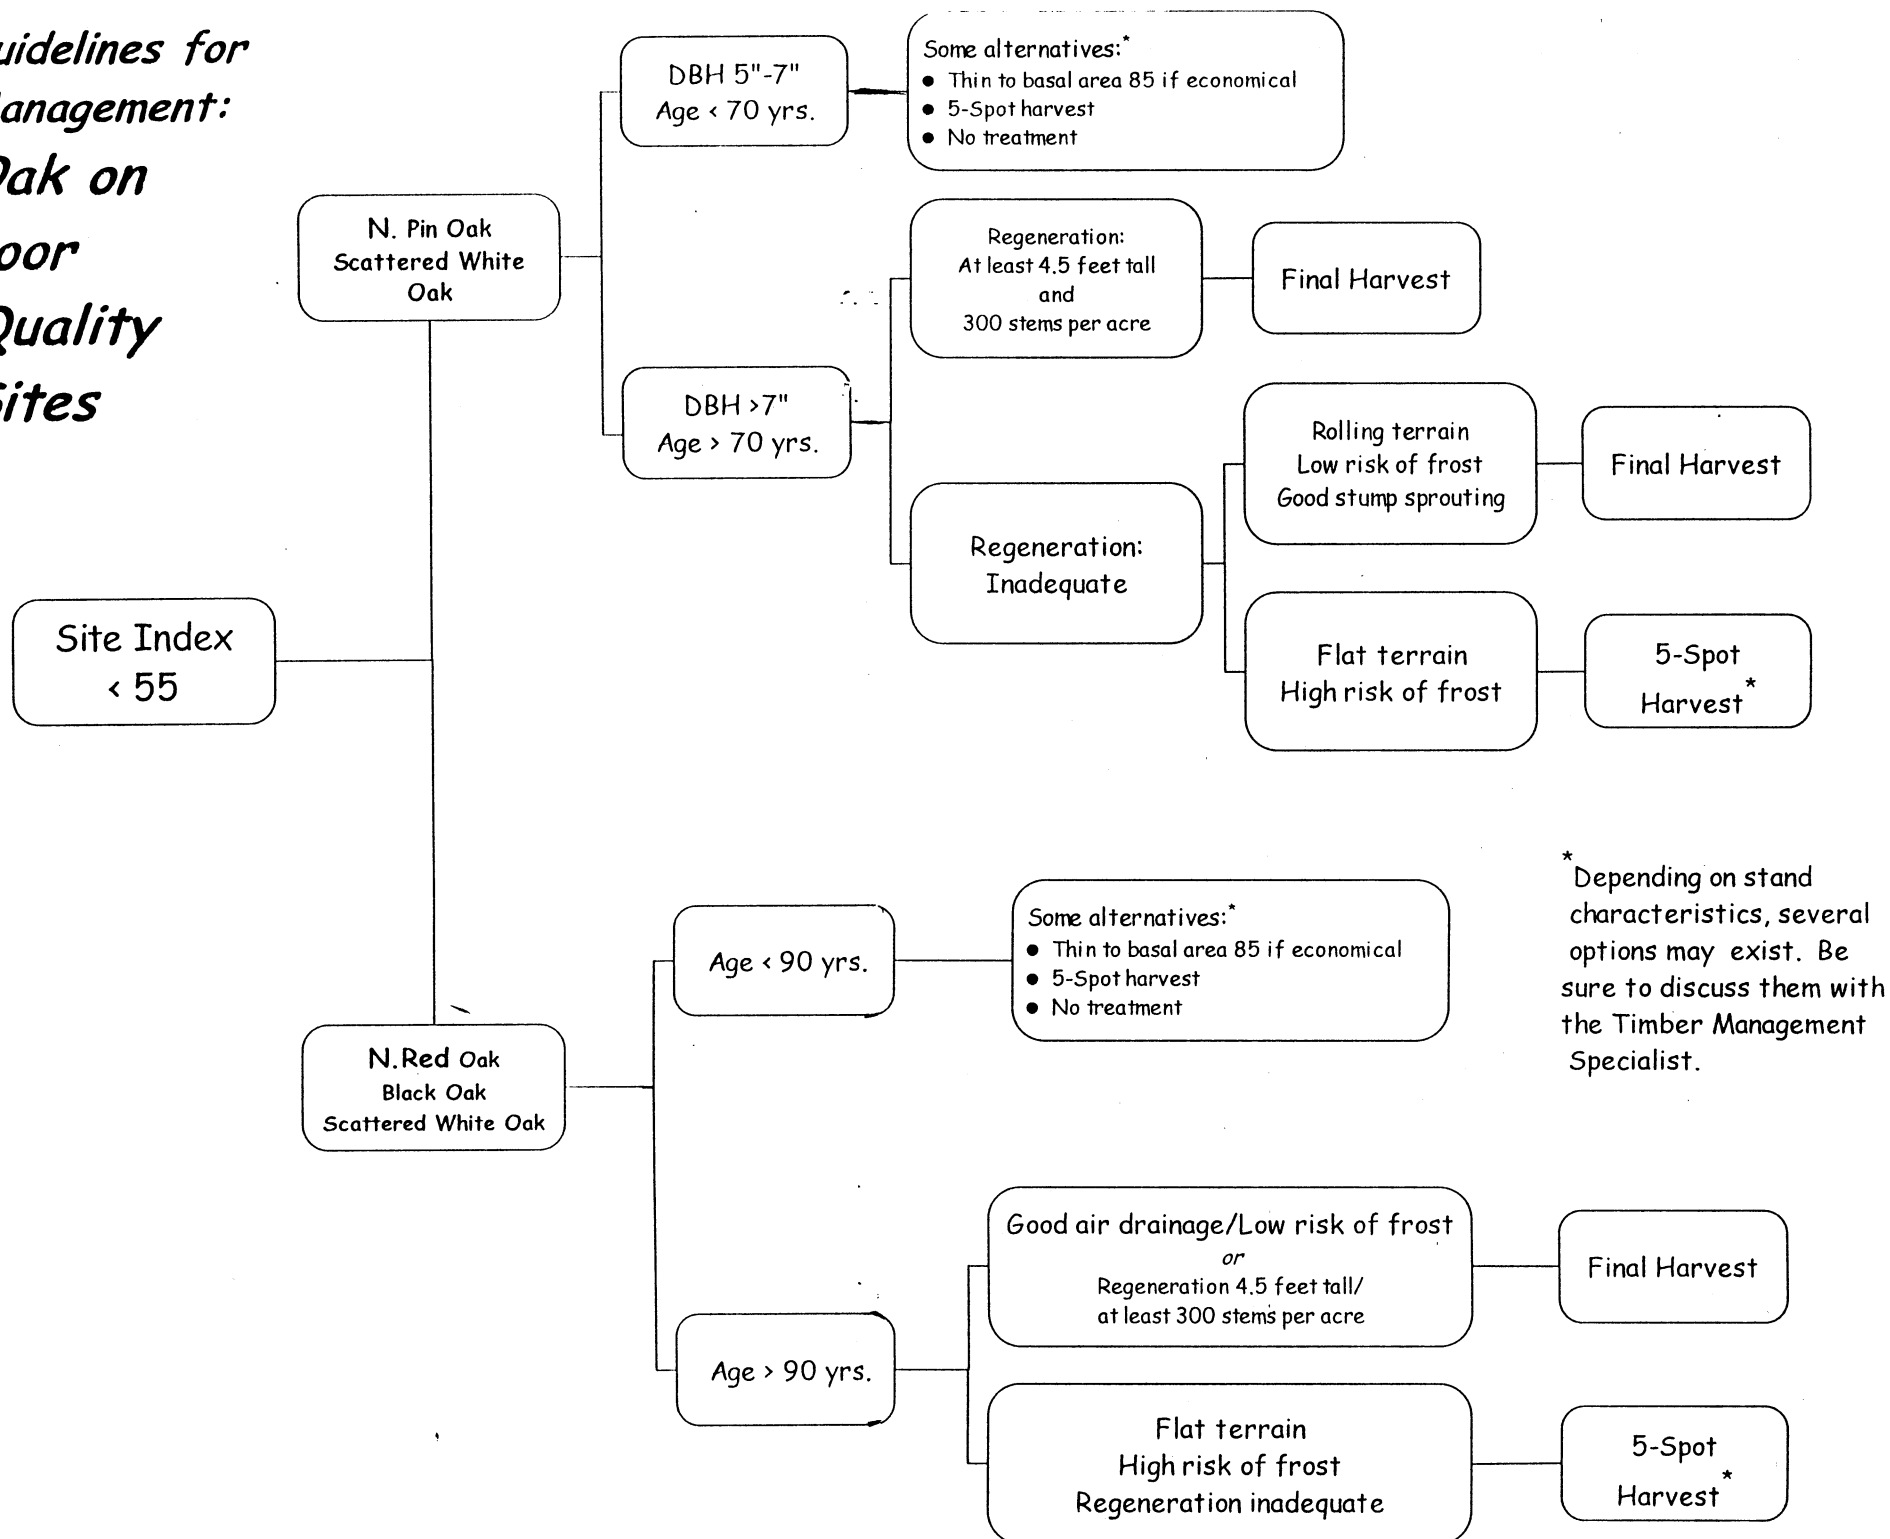 uidelines for
anagement:
Oak on
oor
Quality
Sites
Site Index
< 55
N. Pin Oak
Scattered White
Oak
DBH 5"-7"
Age < 70 yrs.
Some alternatives:*
● Thin to basal area 85 if economical
● 5-Spot harvest
● No treatment
DBH >7"
Age > 70 yrs.
Regeneration:
At least 4.5 feet tall
and
300 stems per acre
Final Harvest
Regeneration:
Inadequate
Rolling terrain
Low risk of frost
Good stump sprouting
Final Harvest
Flat terrain
High risk of frost
5-Spot
Harvest*
N.Red Oak
Black Oak
Scattered White Oak
Age < 90 yrs.
Some alternatives:*
● Thin to basal area 85 if economical
● 5-Spot harvest
● No treatment
Age > 90 yrs.
Good air drainage/Low risk of frost
or
Regeneration 4.5 feet tall/
at least 300 stems per acre
Final Harvest
Flat terrain
High risk of frost
Regeneration inadequate
5-Spot
Harvest*
*Depending on stand
characteristics, several
options may exist. Be
sure to discuss them with
the Timber Management
Specialist.